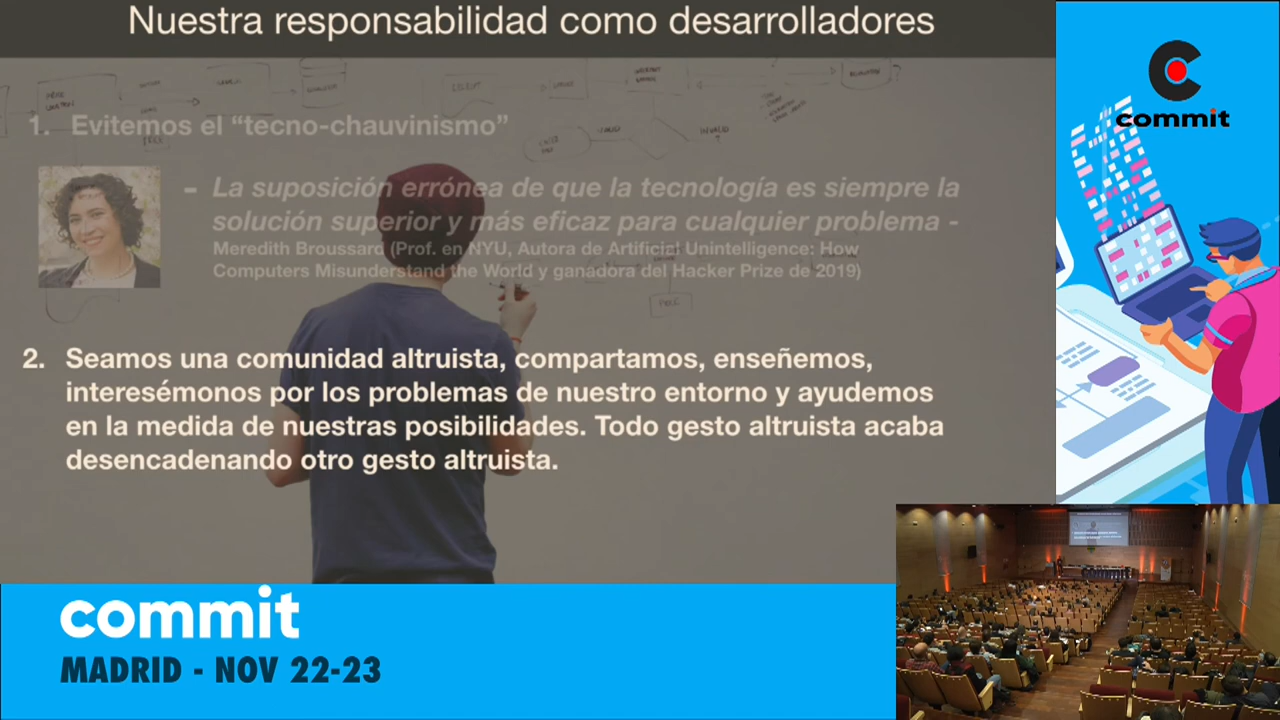 Nuestra responsabilidad como desarrolladores
1. Evitemos el “tecno-chauvinismo”
- La suposición errónea de que la tecnología es siempre la
solución superior y más eficaz para cualquier problema -
Meredith Broussard (Prof. en NYU, Autora de Artificial Unintelligence: How
Computers Misunderstand the World y ganadora del Hacker Prize de 2019)
2. Seamos una comunidad altruista, compartamos, enseñemos,
interesémonos por los problemas de nuestro entorno y ayudemos
en la medida de nuestras posibilidades. Todo gesto altruista acaba
desencadenando otro gesto altruista.
commit
commit
MADRID - NOV 22-23